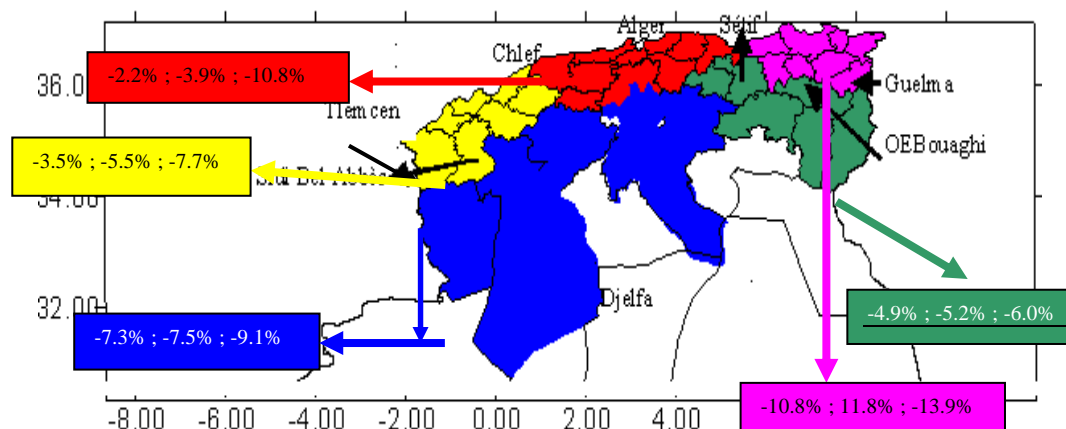 Alger
Sétif
Chlef
-2.2% ; -3.9% ; -10.8%
36.0
Guelma
OEBouaghi
-3.5% ; -5.5% ; -7.7%
34.00
32.00
Djelfa
-4.9% ; -5.2% ; -6.0%
-7.3% ; -7.5% ; -9.1%
-10.8% ; 11.8% ; -13.9%
-8.00 -6.00 -4.00 -2.00 0.00 2.00 4.00